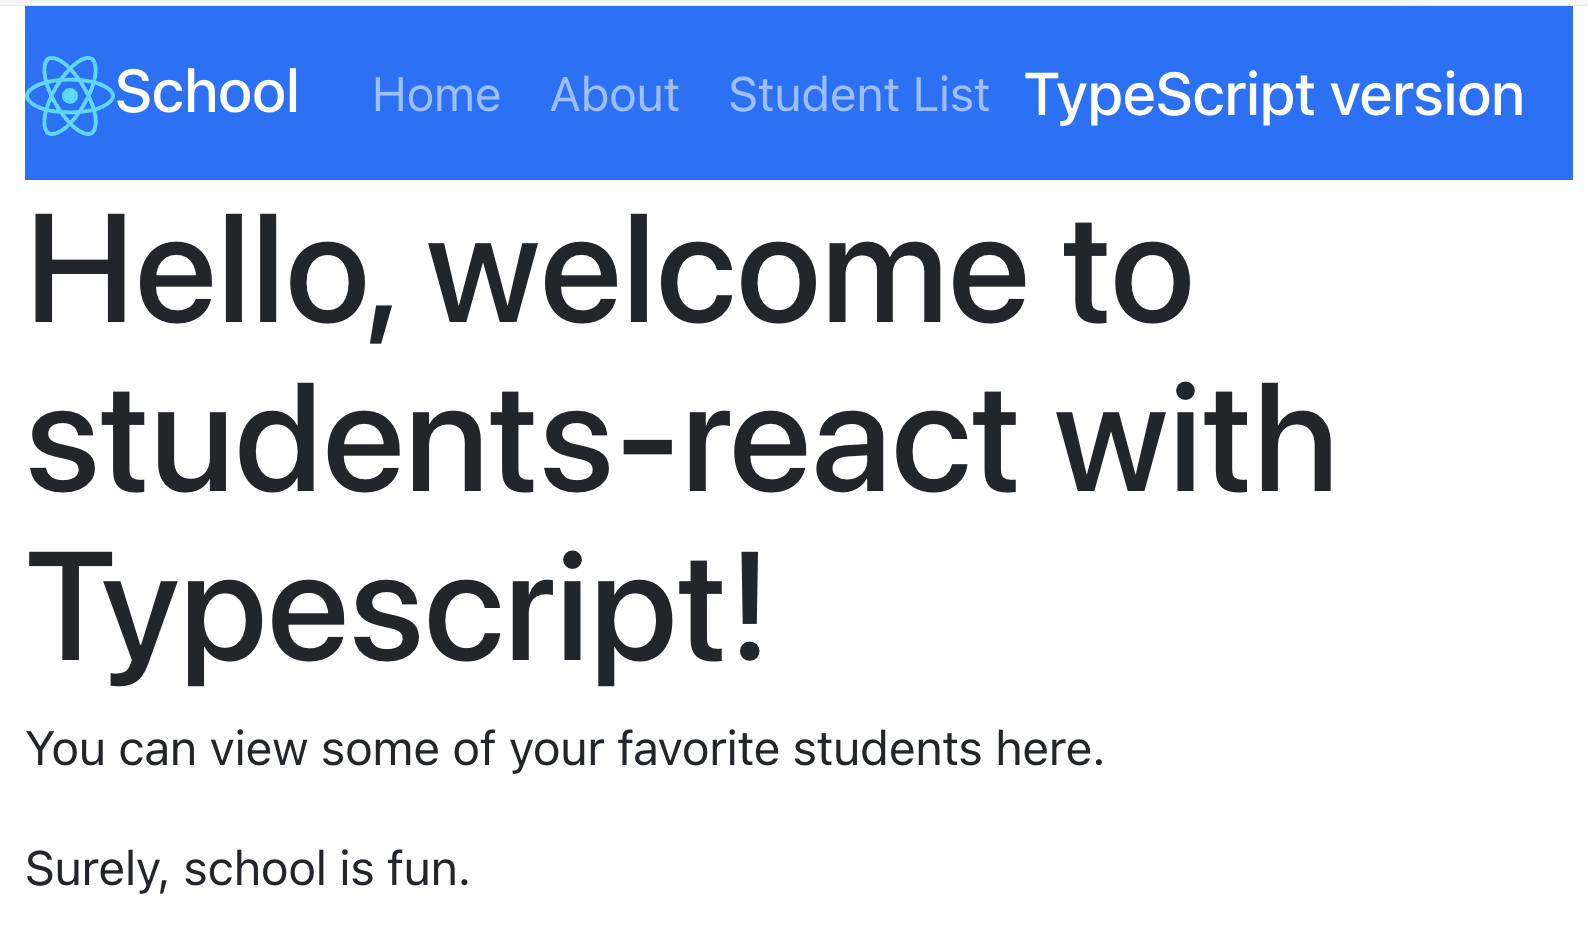 School Home About Student List TypeScript version
Hello, welcome to
students-react with
Typescript!
You can view some of your favorite students here.
Surely, school is fun.